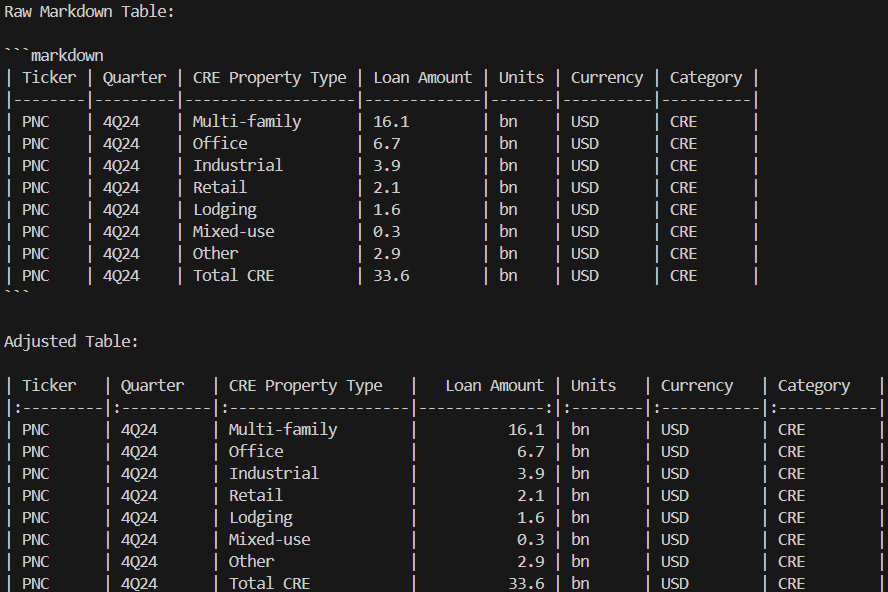 Raw Markdown Table:
```markdown
| Ticker | Quarter | CRE Property Type | Loan Amount | Units | Currency | Category |
|--------|---------|-------------------|-------------|-------|----------|----------|
| PNC    | 4Q24    | Multi-family      | 16.1        | bn    | USD      | CRE      |
| PNC    | 4Q24    | Office            | 6.7         | bn    | USD      | CRE      |
| PNC    | 4Q24    | Industrial        | 3.9         | bn    | USD      | CRE      |
| PNC    | 4Q24    | Retail            | 2.1         | bn    | USD      | CRE      |
| PNC    | 4Q24    | Lodging           | 1.6         | bn    | USD      | CRE      |
| PNC    | 4Q24    | Mixed-use         | 0.3         | bn    | USD      | CRE      |
| PNC    | 4Q24    | Other             | 2.9         | bn    | USD      | CRE      |
| PNC    | 4Q24    | Total CRE         | 33.6        | bn    | USD      | CRE      |
```
Adjusted Table:
| Ticker   | Quarter   | CRE Property Type   |   Loan Amount | Units   | Currency   | Category   |
|:---------|:----------|:--------------------|--------------:|:--------|:-----------|:-----------|
| PNC      | 4Q24      | Multi-family        |          16.1 | bn      | USD        | CRE        |
| PNC      | 4Q24      | Office              |           6.7 | bn      | USD        | CRE        |
| PNC      | 4Q24      | Industrial          |           3.9 | bn      | USD        | CRE        |
| PNC      | 4Q24      | Retail              |           2.1 | bn      | USD        | CRE        |
| PNC      | 4Q24      | Lodging             |           1.6 | bn      | USD        | CRE        |
| PNC      | 4Q24      | Mixed-use           |           0.3 | bn      | USD        | CRE        |
| PNC      | 4Q24      | Other               |           2.9 | bn      | USD        | CRE        |
| PNC      | 4Q24      | Total CRE           |          33.6 | bn      | USD        | CRE        |